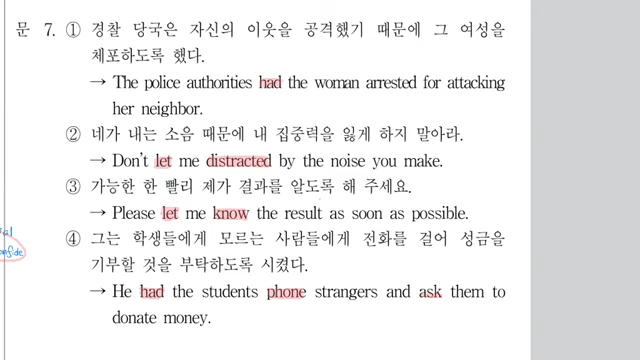 문 7. ① 경찰 당국은 자신의 이웃을 공격했기 때문에 그 여성을
체포하도록 했다.
→ The police authorities had the woman arrested for attacking
her neighbor.
② 네가 내는 소음 때문에 내 집중력을 잃게 하지 말아라.
→ Don't let me distracted by the noise you make.
③ 가능한 한 빨리 제가 결과를 알도록 해 주세요.
→ Please let me know the result as soon as possible.
④ 그는 학생들에게 모르는 사람들에게 전화를 걸어 성금을
기부할 것을 부탁하도록 시켰다.
→ He had the students phone strangers and ask them to
donate money.